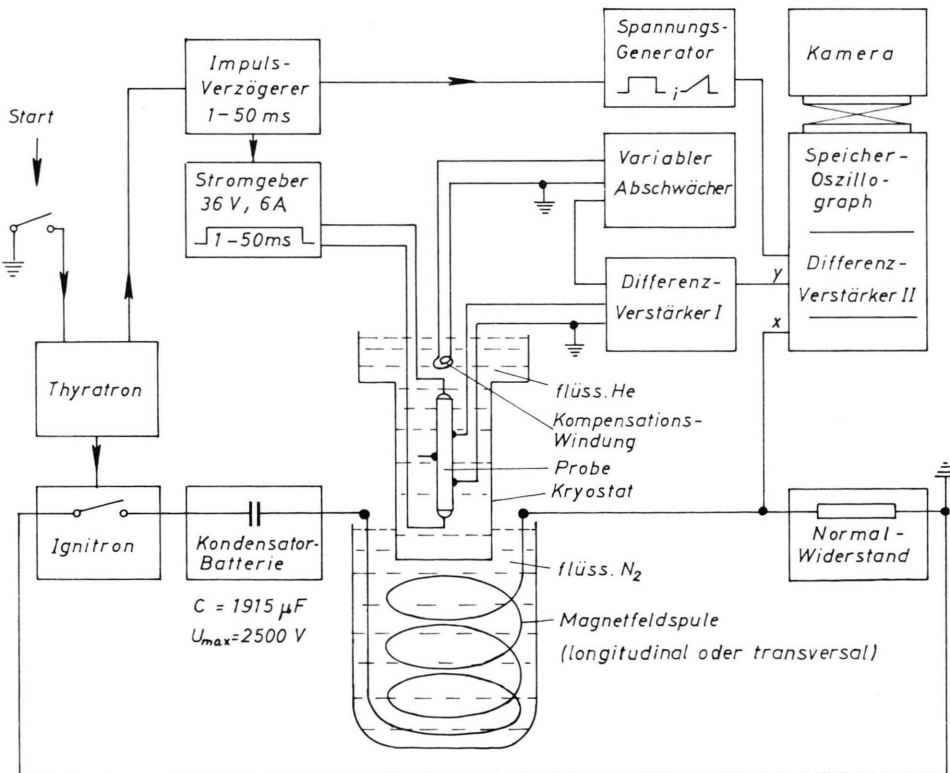 Spannungs-
Generator
i
Kamera
Impuls-
Verzögerer
1-50 ms
Start
Stromgeber
36 V, 6A
1-50ms
Variabler
Abschwächer
Speicher-
Oszillo-
graph
Differenz-
Verstärker I
y
x
Differenz-
Verstärker II
Thyratron
flüss. He
Kompensations-
Windung
Probe
Kryostat
Ignitron
Kondensator-
Batterie
Normal-
Widerstand
C = 1915 µF
Umax=2500 V
flüss. N2
Magnetfeldspule
(longitudinal oder transversal)